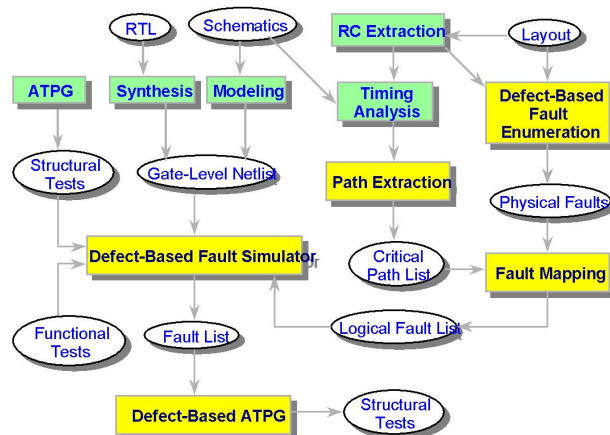 RTL
Schematics
RC Extraction
Layout
ATPG
Synthesis
Modeling
Timing
Analysis
Defect-Based
Fault
Enumeration
Structural
Tests
Gate-Level Netlist
Path Extraction
Physical Faults
Defect-Based Fault Simulator
or
Critical
Path List
Fault Mapping
Functional
Tests
Fault List
Logical Fault List
Defect-Based ATPG
Structural
Tests